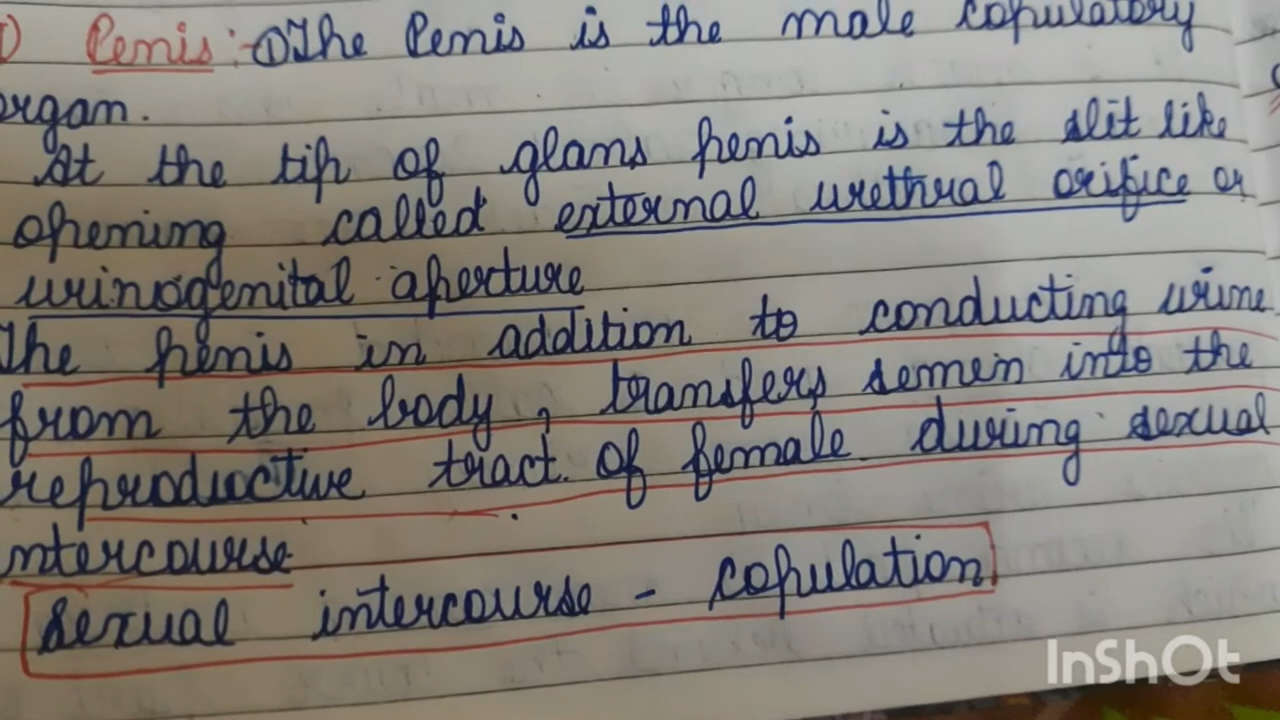 1) Penis :- ① The Penis is the male copulatory
organ.
At the tip of glans penis is the slit like
opening called external urethral orifice or
urinogenital aperture
The penis in addition to conducting urine
from the body, transfers semen into the
reproductive tract of female during sexual
intercourse
sexual intercourse - copulation
InShOt